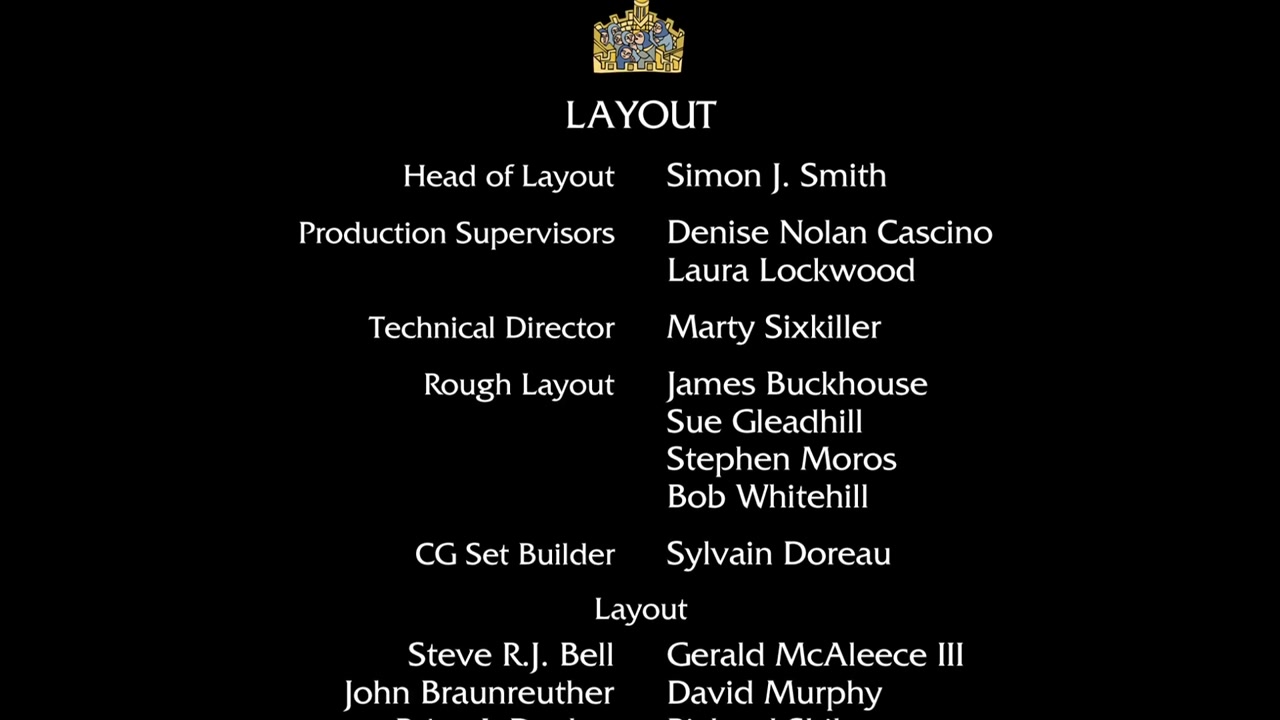 LAYOUT
Head of Layout Simon J. Smith
Production Supervisors Denise Nolan Cascino
Laura Lockwood
Technical Director Marty Sixkiller
Rough Layout James Buckhouse
Sue Gleadhill
Stephen Moros
Bob Whitehill
CG Set Builder Sylvain Doreau
Layout
Steve R.J. Bell Gerald McAleece III
John Braunreuther David Murphy